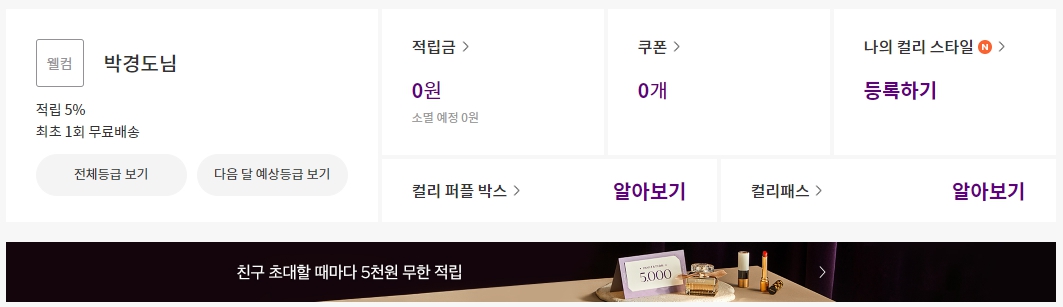 웰컴
박경도님
적립 5%
최초 1회 무료배송
전체등급 보기
다음 달 예상등급 보기
적립금
0원
소멸 예정 0원
쿠폰
0개
나의 컬리 스타일 N
등록하기
컬리 퍼플 박스
알아보기
컬리패스
알아보기
친구 초대할 때마다 5천원 무한 적립
5,000